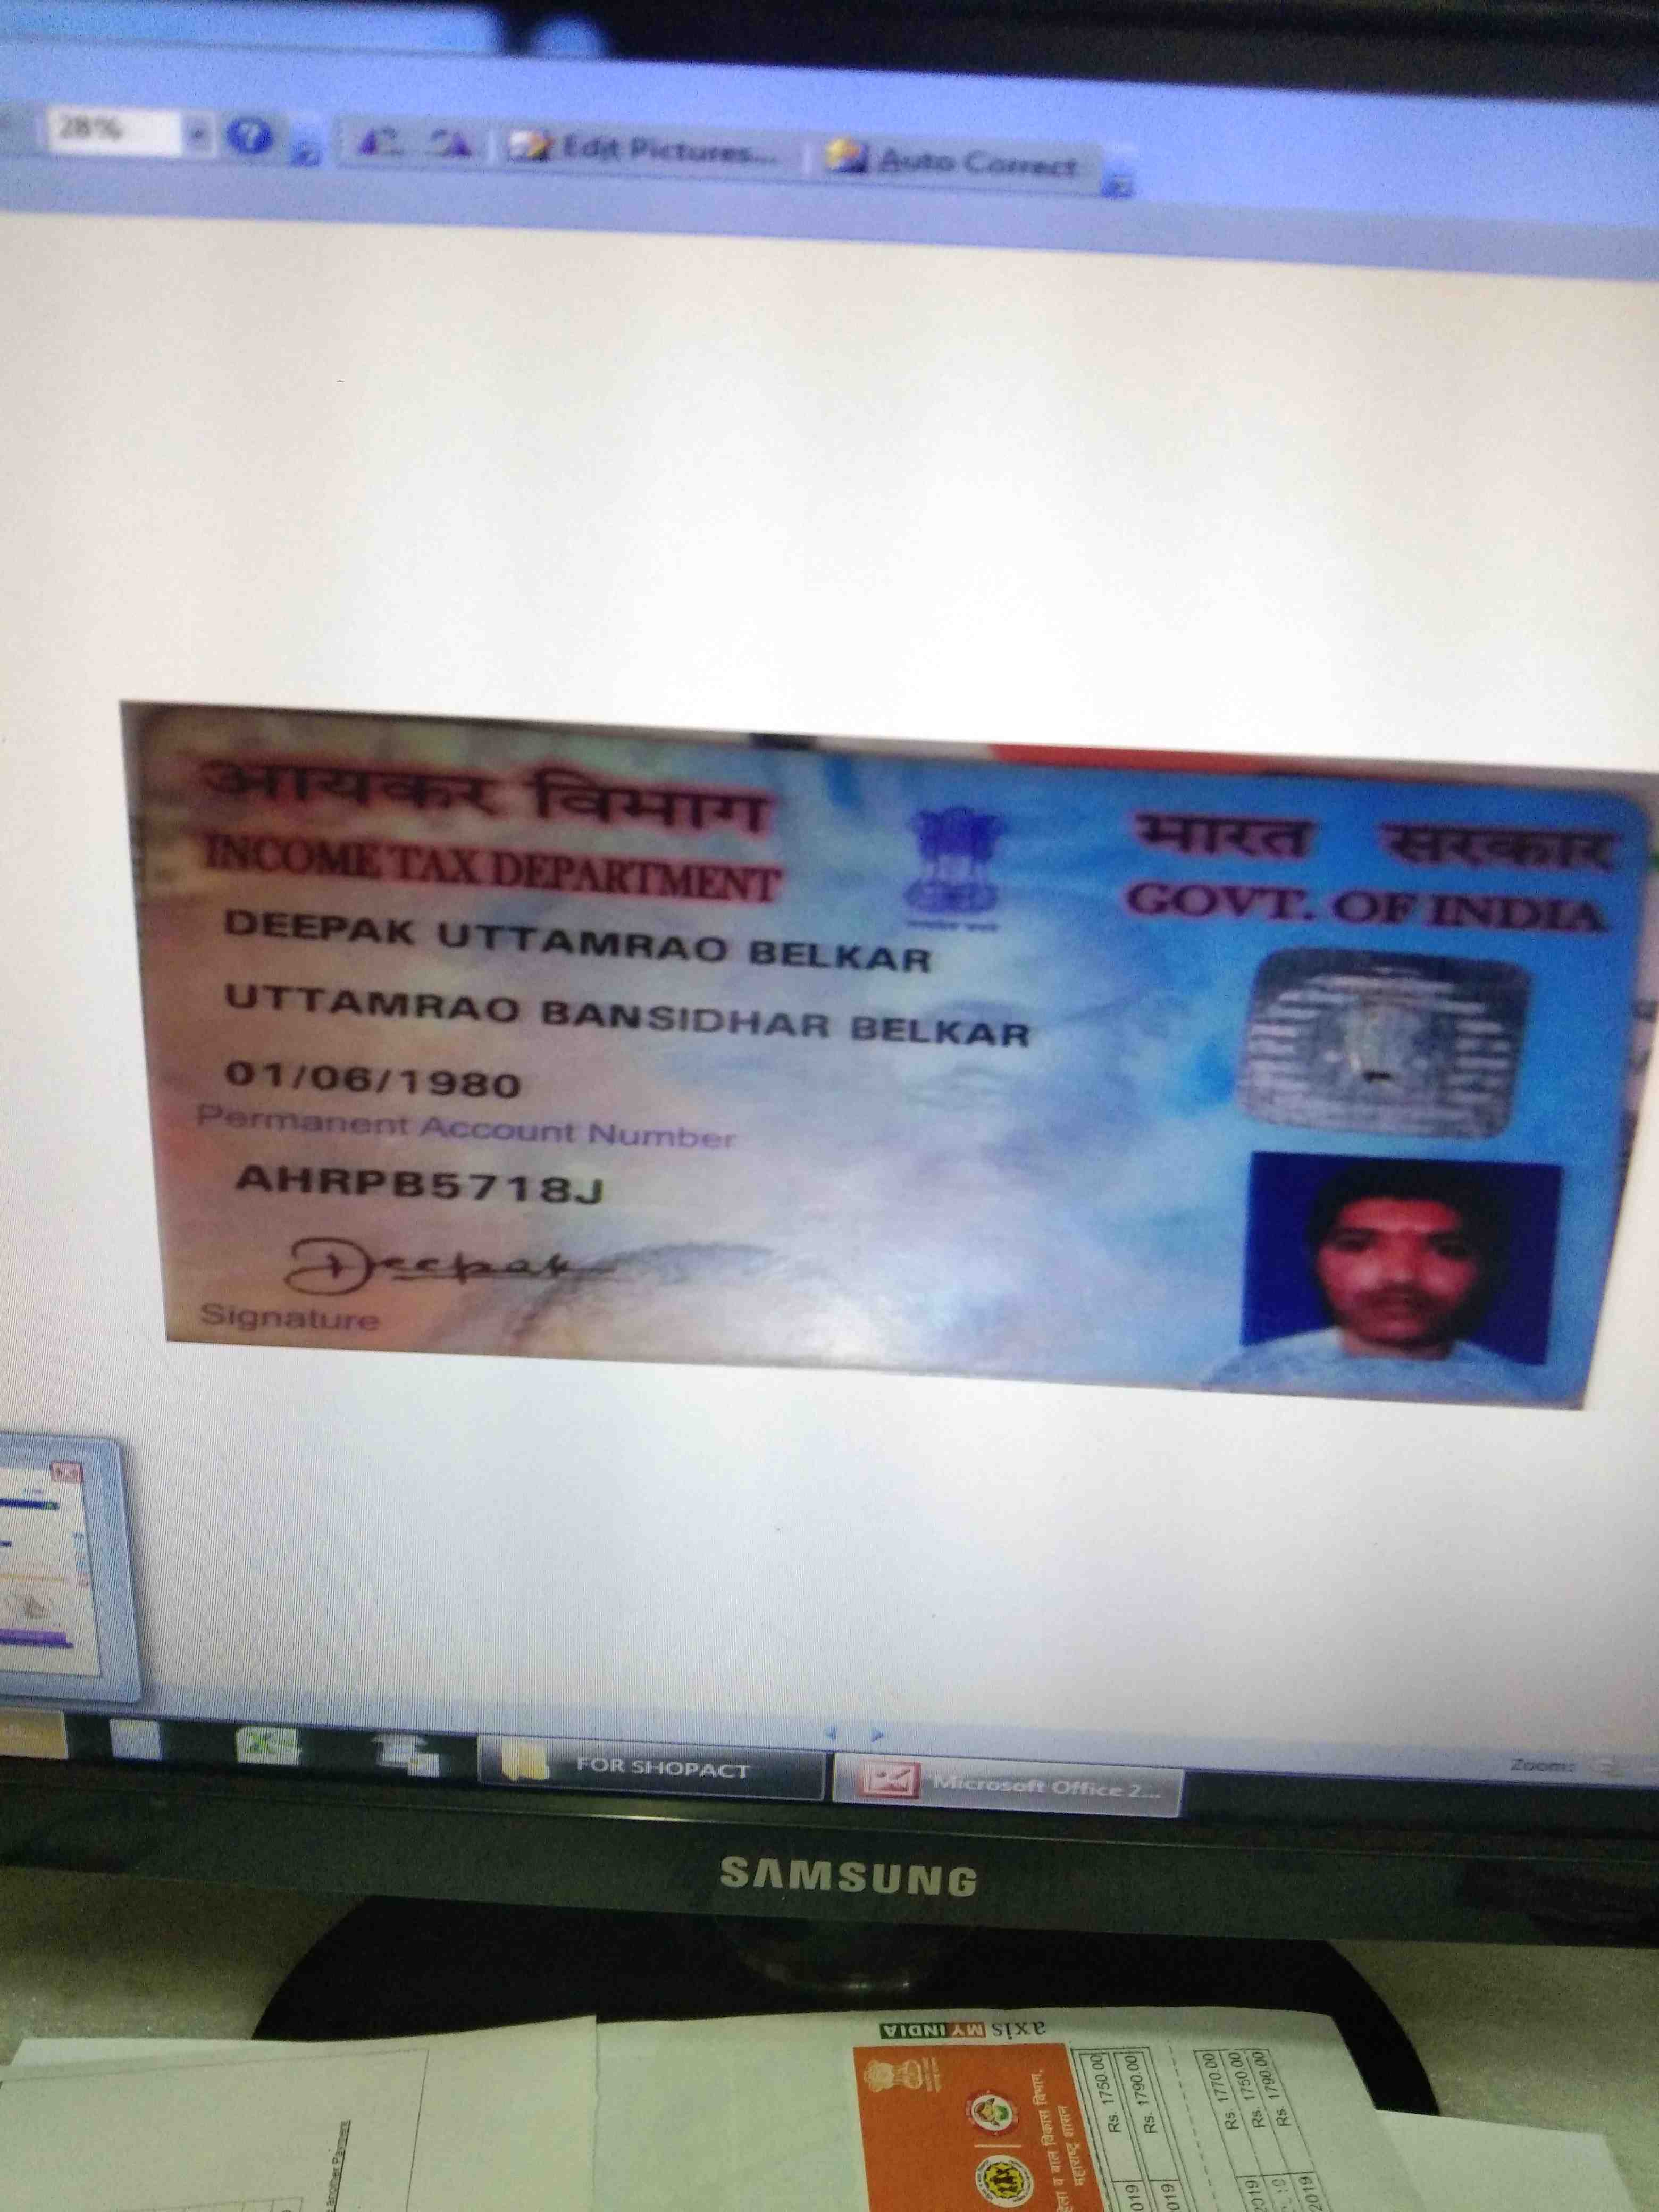 28%
Edit Pictures...
Auto Correct
आयकर विभाग
INCOME TAX DEPARTMENT
भारत सरकार
GOVT. OF INDIA
DEEPAK UTTAMRAO BELKAR
UTTAMRAO BANSIDHAR BELKAR
01/06/1980
Permanent Account Number
AHRPB5718J
Deepak
Signature
Zoom:
FOR SHOPACT
Microsoft Office 2...
SAMSUNG
axis MY INDIA
व बाल विकास विभाग,
महाराष्ट्र शासन
Rs. 1750.00
Rs. 1790.00
Rs. 1770.00
Rs. 1750.00
Rs. 1790.00
019
019
2019
2019